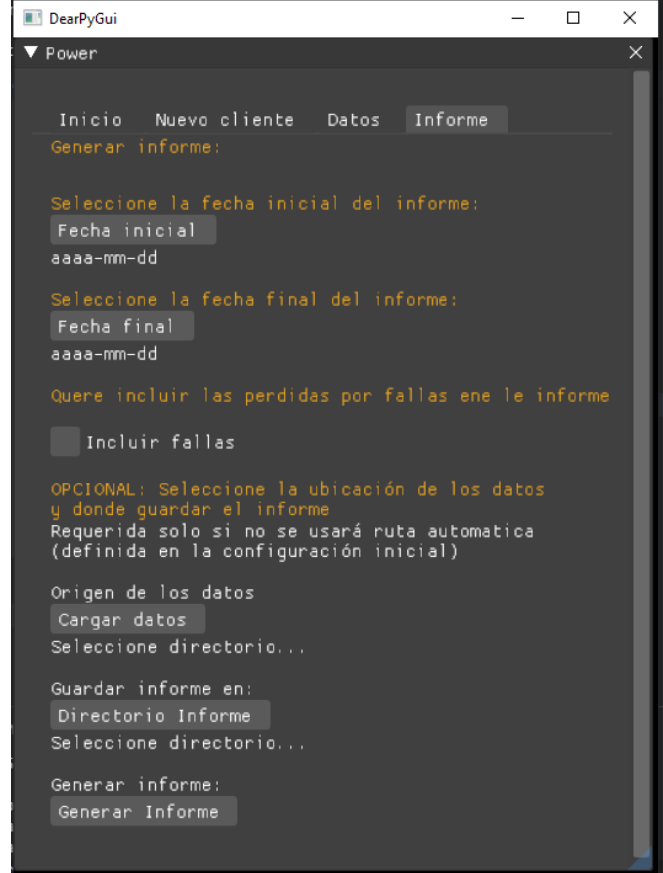 DearPyGui
Power
Inicio Nuevo cliente Datos Informe
Generar informe:
Seleccione la fecha inicial del informe:
Fecha inicial
aaaa-mm-dd
Seleccione la fecha final del informe:
Fecha final
aaaa-mm-dd
Quere incluir las perdidas por fallas ene le informe
Incluir fallas
OPCIONAL: Seleccione la ubicación de los datos
y donde guardar el informe
Requerida solo si no se usará ruta automatica
(definida en la configuración inicial)
Origen de los datos
Cargar datos
Seleccione directorio...
Guardar informe en:
Directorio Informe
Seleccione directorio...
Generar informe:
Generar Informe